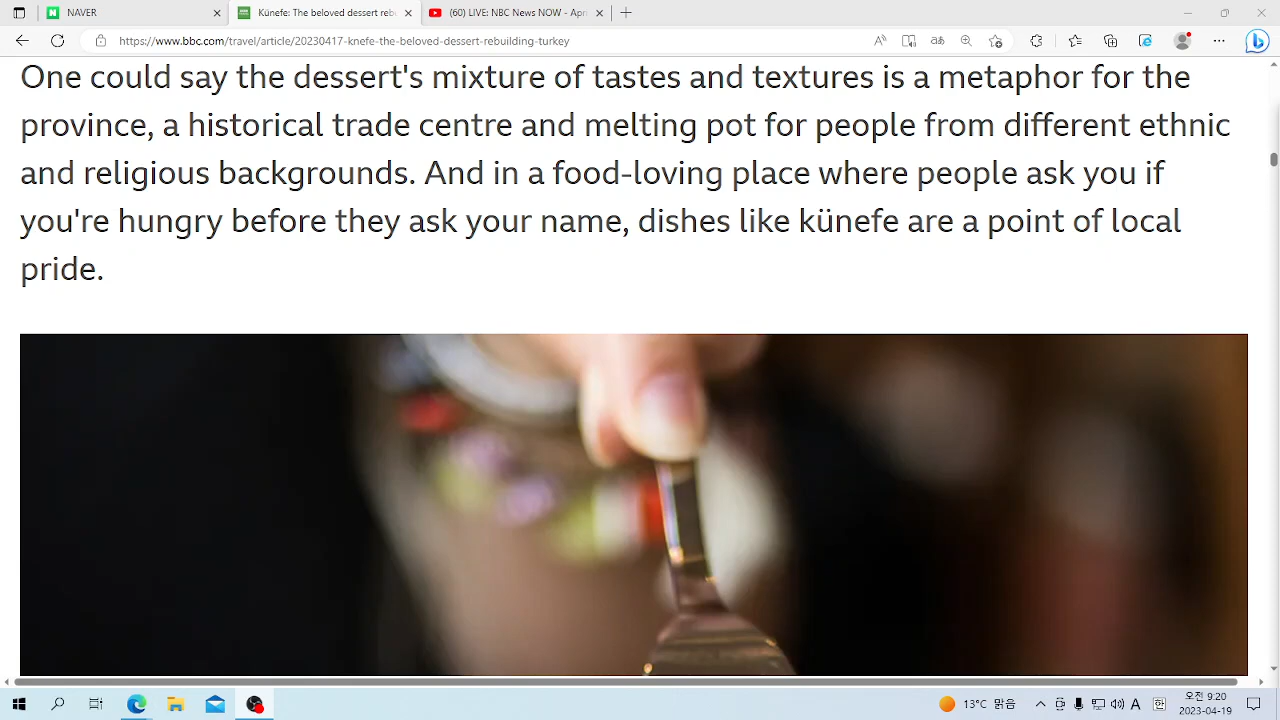 NAVER
Künefe: The beloved dessert reb
(60) LIVE: NBC News NOW - Apri
https://www.bbc.com/travel/article/20230417-knefe-the-beloved-dessert-rebuilding-turkey
One could say the dessert's mixture of tastes and textures is a metaphor for the
province, a historical trade centre and melting pot for people from different ethnic
and religious backgrounds. And in a food-loving place where people ask you if
you're hungry before they ask your name, dishes like künefe are a point of local
pride.
13°C 맑음
A
오전 9:20
2023-04-19